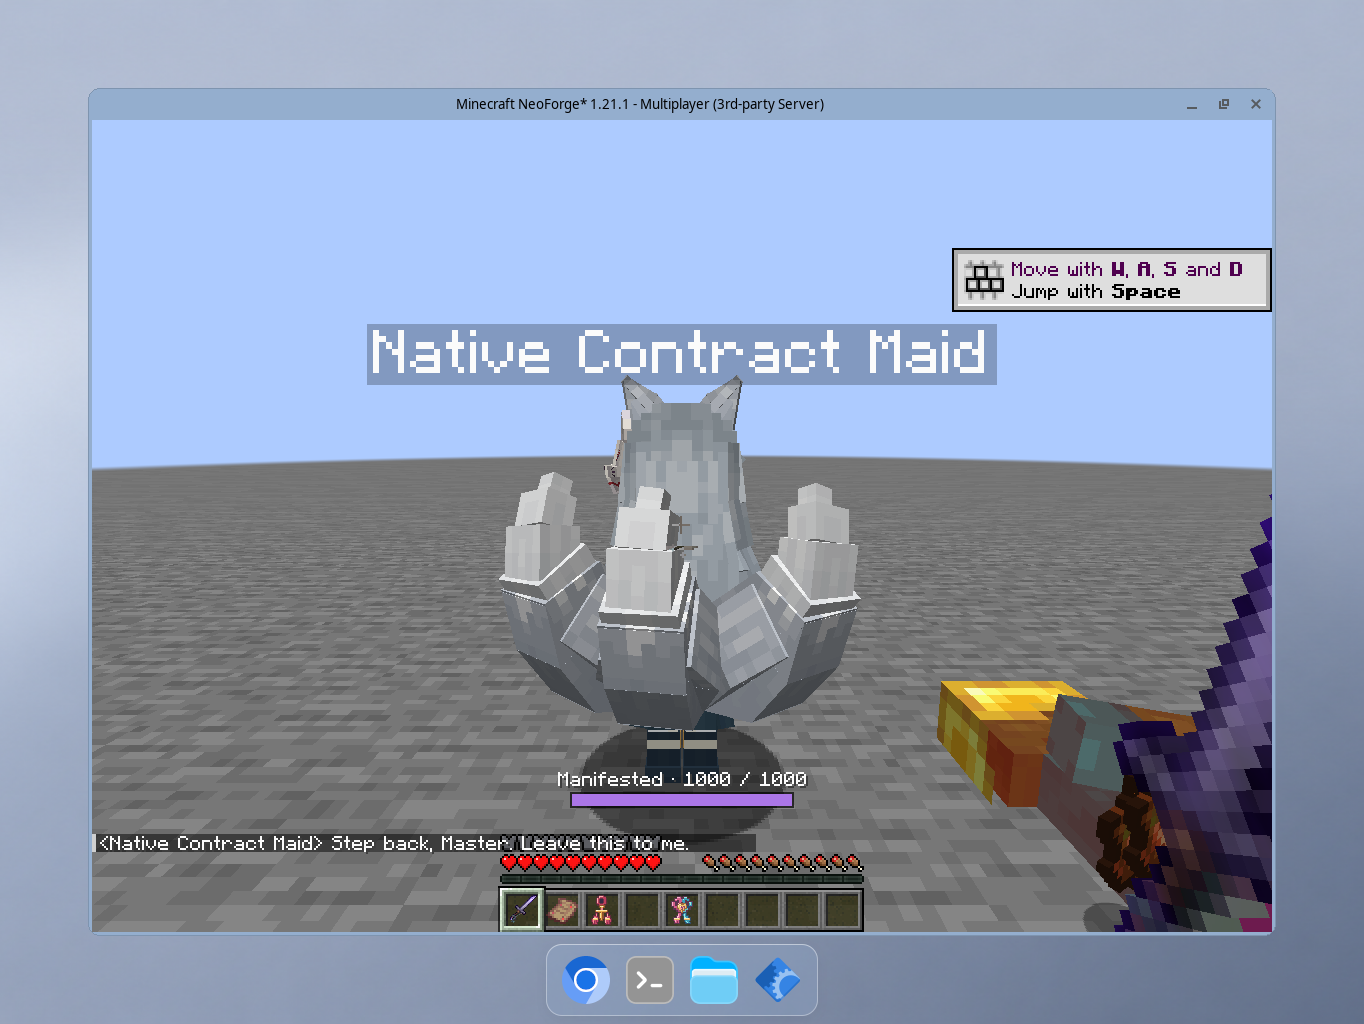 Minecraft NeoForge* 1.21.1 - Multiplayer (3rd-party Server)
Move with W, A, S and D
Jump with Space
Native Contract Maid
Manifested · 1000 / 1000
<Native Contract Maid> Step back, Master. Leave this to me.